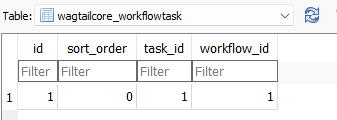 Table: wagtailcore_workflowtask
id sort_order task_id workflow_id
Filter Filter Filter Filter
1 1 0 1 1